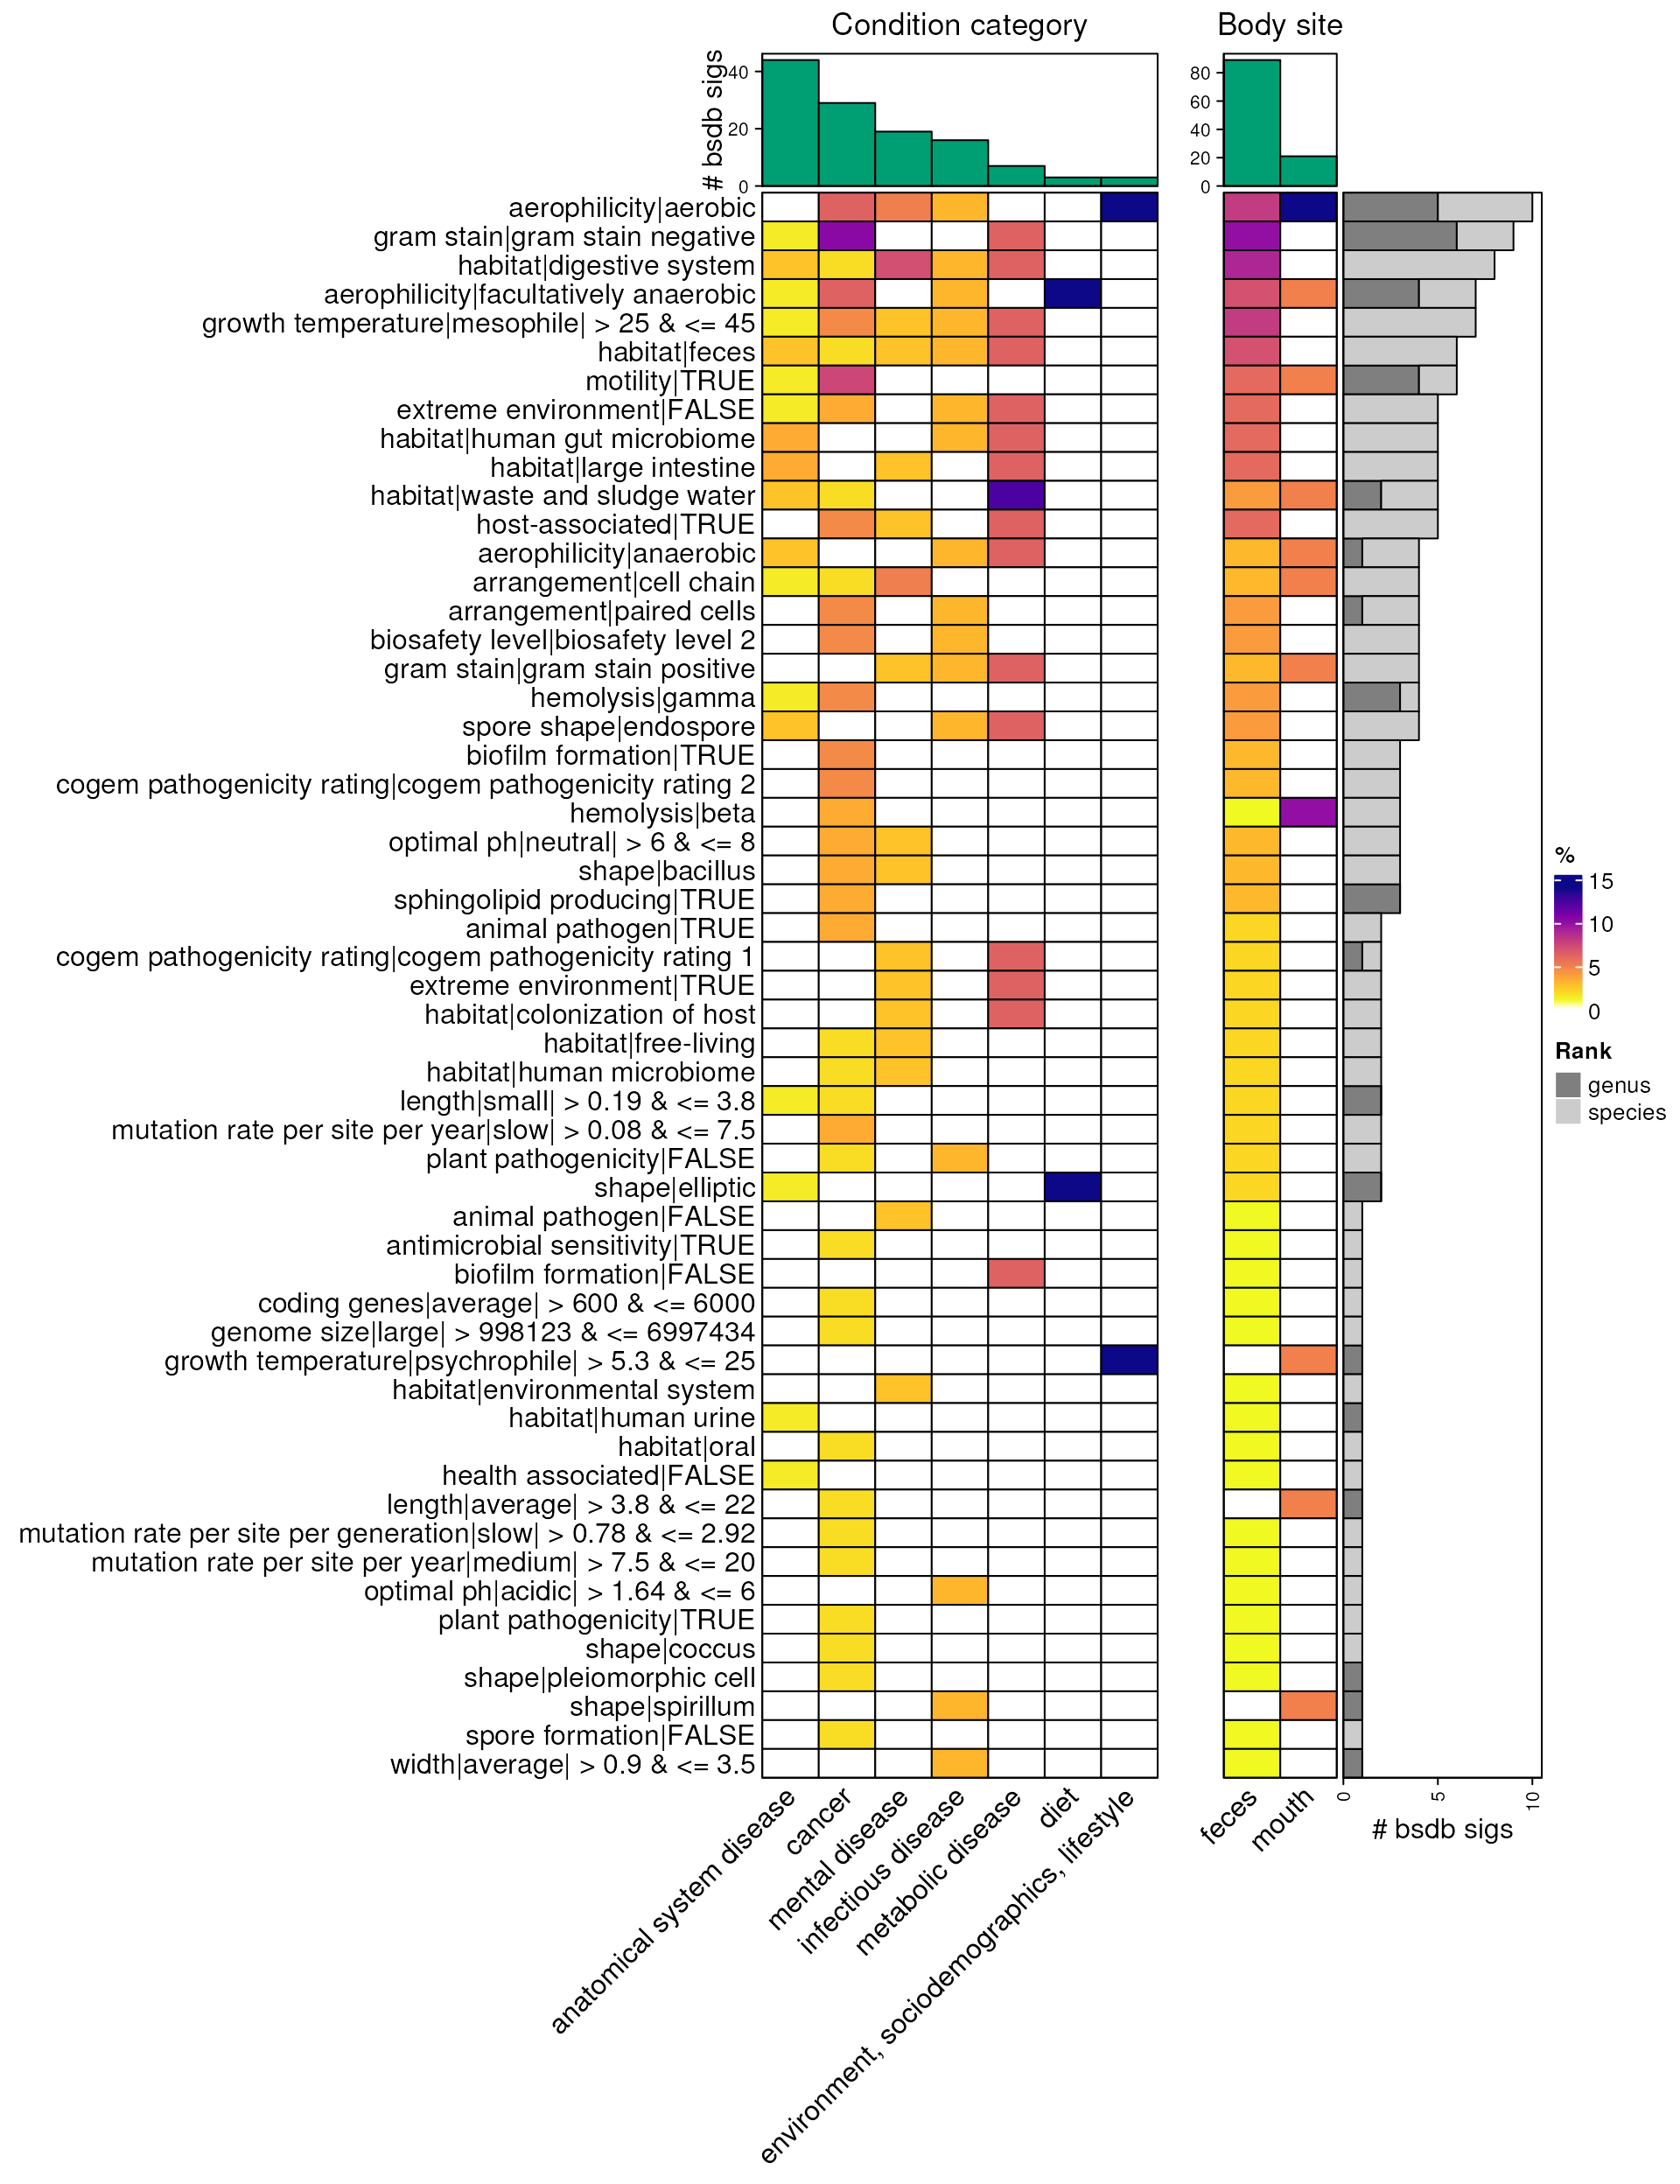 Condition category
Body site
# bsdb sigs
40
20
0
80
60
40
20
0
aerophilicity|aerobic
gram stain|gram stain negative
habitat|digestive system
aerophilicity|facultatively anaerobic
growth temperature|mesophile| > 25 & <= 45
habitat|feces
motility|TRUE
extreme environment|FALSE
habitat|human gut microbiome
habitat|large intestine
habitat|waste and sludge water
host-associated|TRUE
aerophilicity|anaerobic
arrangement|cell chain
arrangement|paired cells
biosafety level|biosafety level 2
gram stain|gram stain positive
hemolysis|gamma
spore shape|endospore
biofilm formation|TRUE
cogem pathogenicity rating|cogem pathogenicity rating 2
hemolysis|beta
optimal ph|neutral| > 6 & <= 8
shape|bacillus
sphingolipid producing|TRUE
animal pathogen|TRUE
cogem pathogenicity rating|cogem pathogenicity rating 1
extreme environment|TRUE
habitat|colonization of host
habitat|free-living
habitat|human microbiome
length|small| > 0.19 & <= 3.8
mutation rate per site per year|slow| > 0.08 & <= 7.5
plant pathogenicity|FALSE
shape|elliptic
animal pathogen|FALSE
antimicrobial sensitivity|TRUE
biofilm formation|FALSE
coding genes|average| > 600 & <= 6000
genome size|large| > 998123 & <= 6997434
growth temperature|psychrophile| > 5.3 & <= 25
habitat|environmental system
habitat|human urine
habitat|oral
health associated|FALSE
length|average| > 3.8 & <= 22
mutation rate per site per generation|slow| > 0.78 & <= 2.92
mutation rate per site per year|medium| > 7.5 & <= 20
optimal ph|acidic| > 1.64 & <= 6
plant pathogenicity|TRUE
shape|coccus
shape|pleiomorphic cell
shape|spirillum
spore formation|FALSE
width|average| > 0.9 & <= 3.5
anatomical system disease
cancer
mental disease
infectious disease
metabolic disease
diet
environment, sociodemographics, lifestyle
feces
mouth
0
5
10
# bsdb sigs
%
15
10
5
0
Rank
genus
species